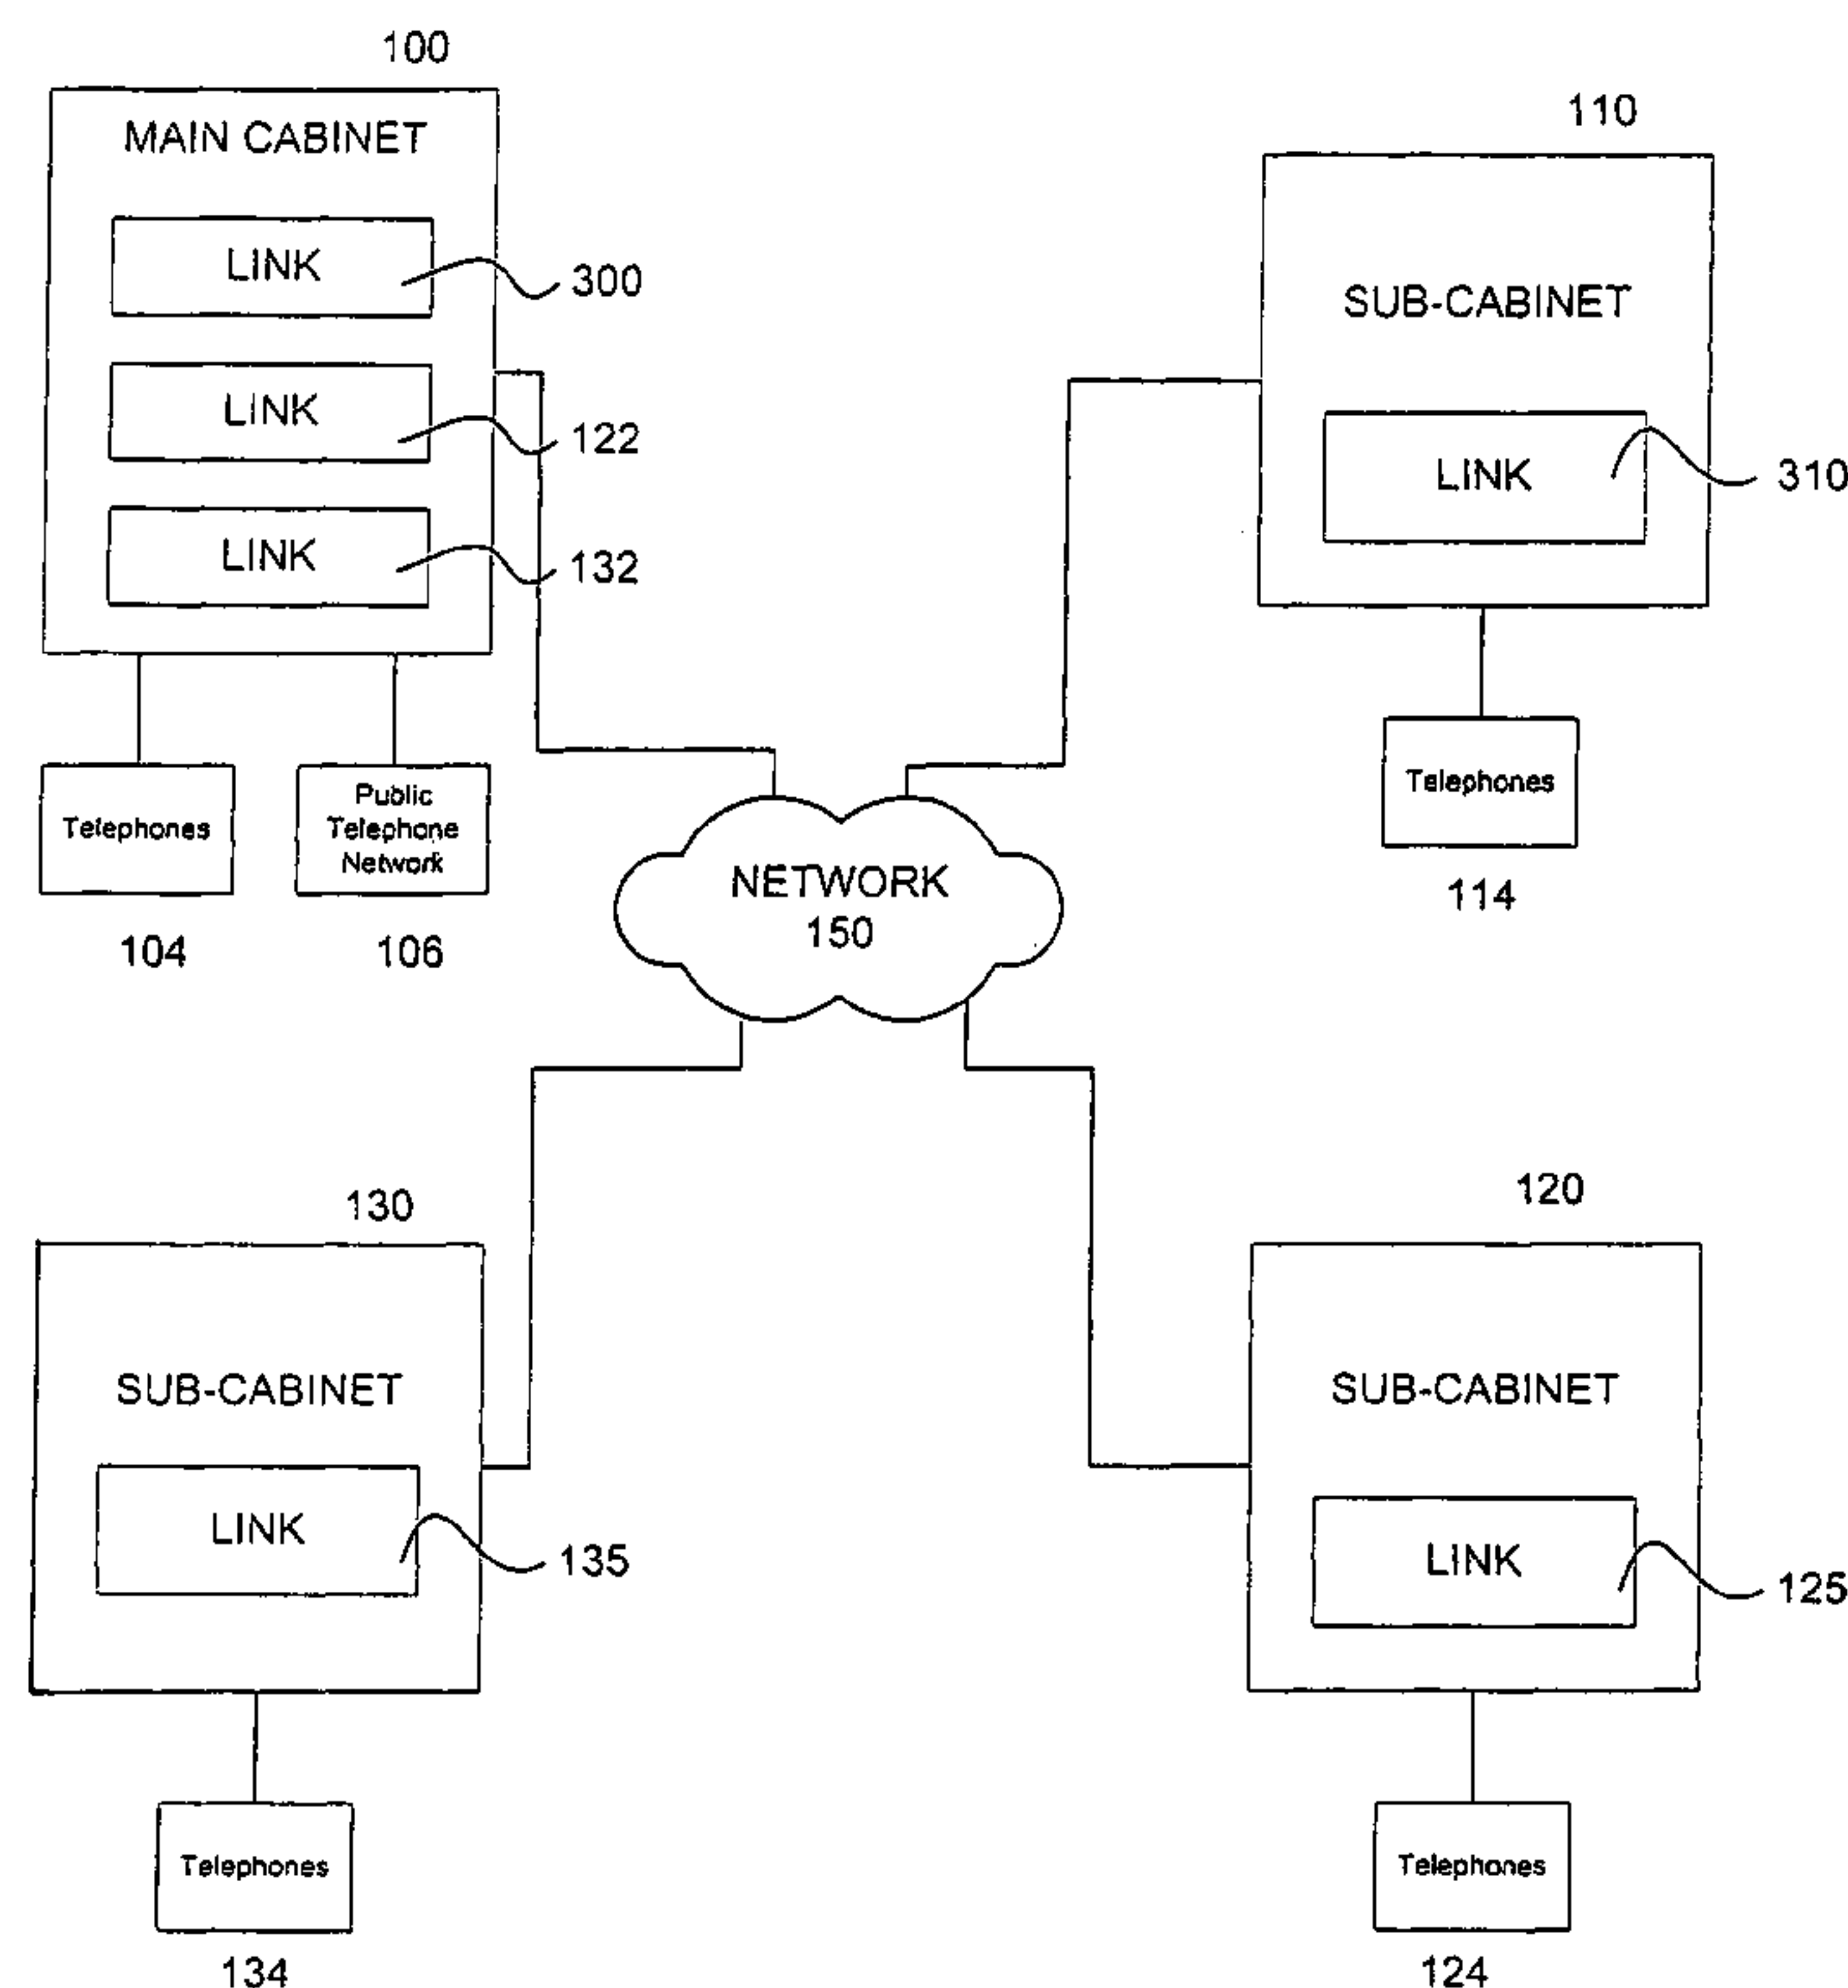 100
MAIN CABINET
LINK
300
LINK
122
LINK
132
Telephones
104
Public
Telephone
Network
106
110
SUB-CABINET
LINK
310
Telephones
114
NETWORK
150
130
SUB-CABINET
LINK
135
Telephones
134
120
SUB-CABINET
LINK
125
Telephones
124